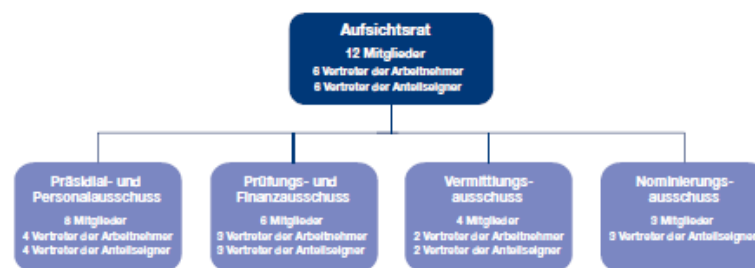 Aufsichtsrat
12 Mitglieder
6 Vertreter der Arbeitnehmer
6 Vertreter der Anteilseigner
Präsidial- und
Personalausschuss
8 Mitglieder
4 Vertreter der Arbeitnehmer
4 Vertreter der Anteilseigner
Prüfungs- und
Finanzausschuss
6 Mitglieder
3 Vertreter der Arbeitnehmer
3 Vertreter der Anteilseigner
Vermittlungs-
ausschuss
4 Mitglieder
2 Vertreter der Arbeitnehmer
2 Vertreter der Anteilseigner
Nominierungs-
ausschuss
3 Mitglieder
3 Vertreter der Anteilseigner